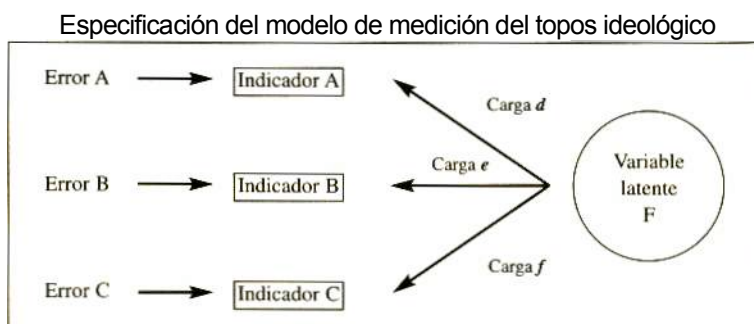 Especificación del modelo de medición del topos ideológico
Error A
Indicador A
Carga d
Error B
Indicador B
Carga e
Variable
latente
F
Error C
Indicador C
Carga f